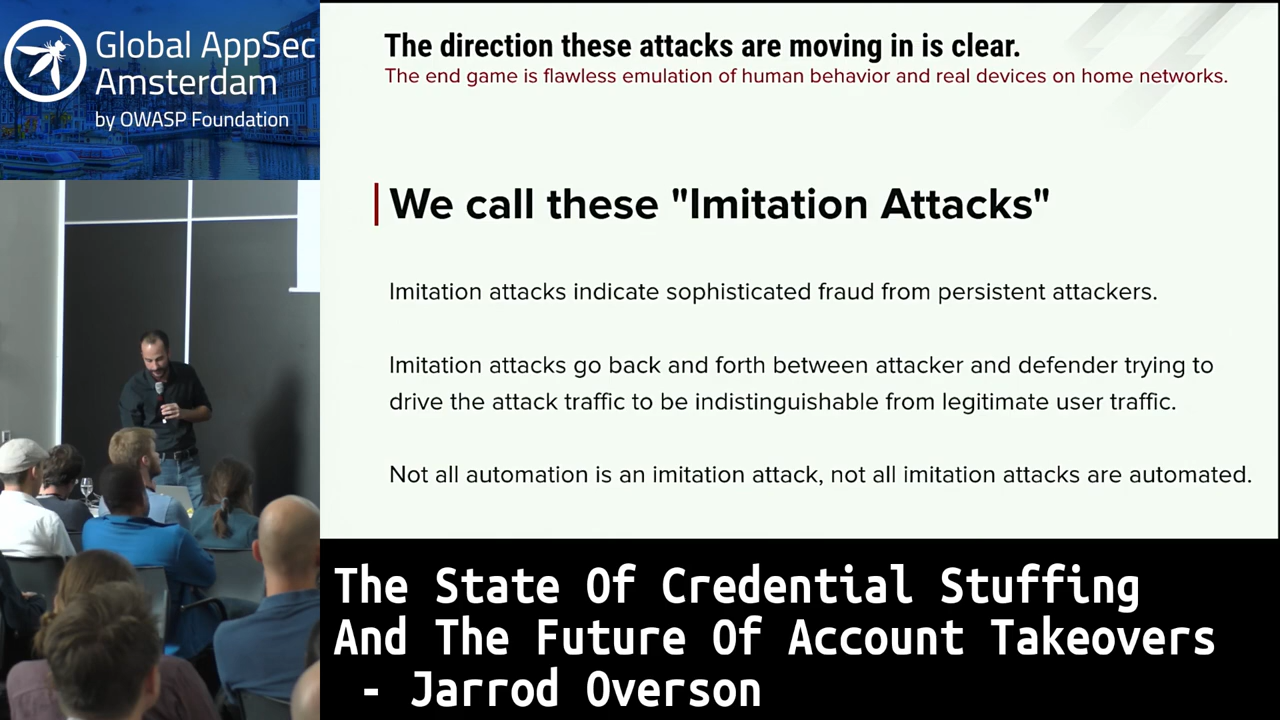 Global AppSec
Amsterdam
by OWASP Foundation
The direction these attacks are moving in is clear.
The end game is flawless emulation of human behavior and real devices on home networks.
We call these "Imitation Attacks"
Imitation attacks indicate sophisticated fraud from persistent attackers.
Imitation attacks go back and forth between attacker and defender trying to
drive the attack traffic to be indistinguishable from legitimate user traffic.
Not all automation is an imitation attack, not all imitation attacks are automated.
The State Of Credential Stuffing
And The Future Of Account Takeovers
- Jarrod Overson